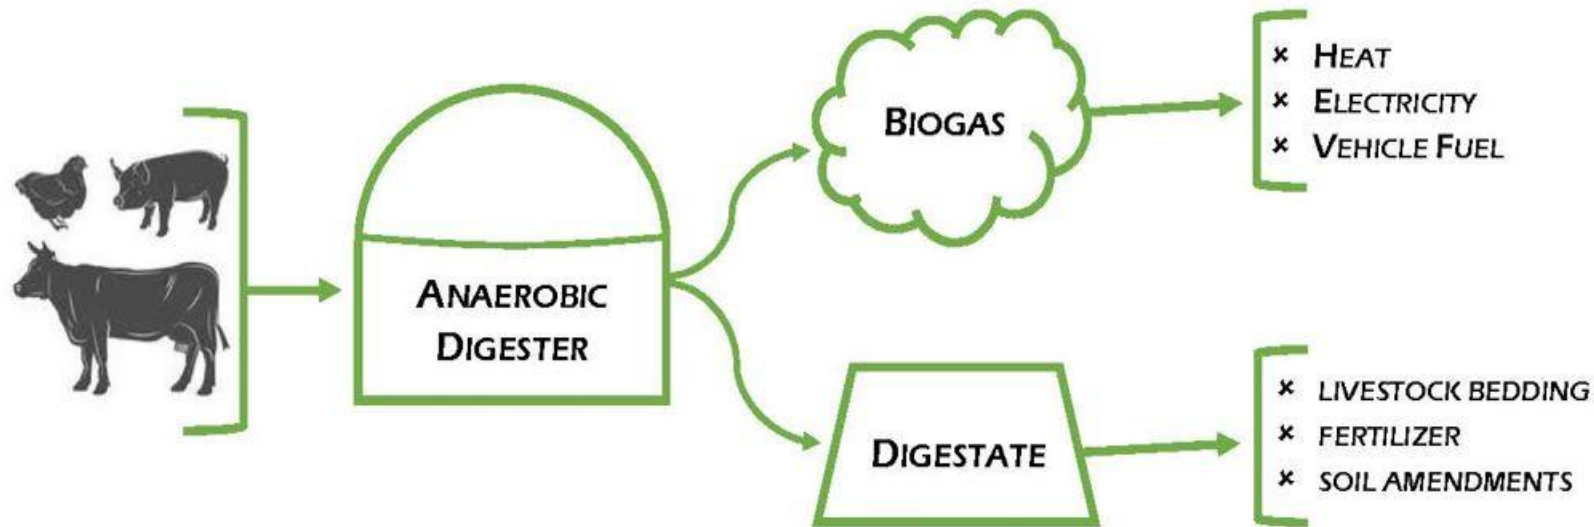 ANAEROBIC
DIGESTER
BIOGAS
× HEAT
× ELECTRICITY
× VEHICLE FUEL
DIGESTATE
× LIVESTOCK BEDDING
× FERTILIZER
× SOIL AMENDMENTS